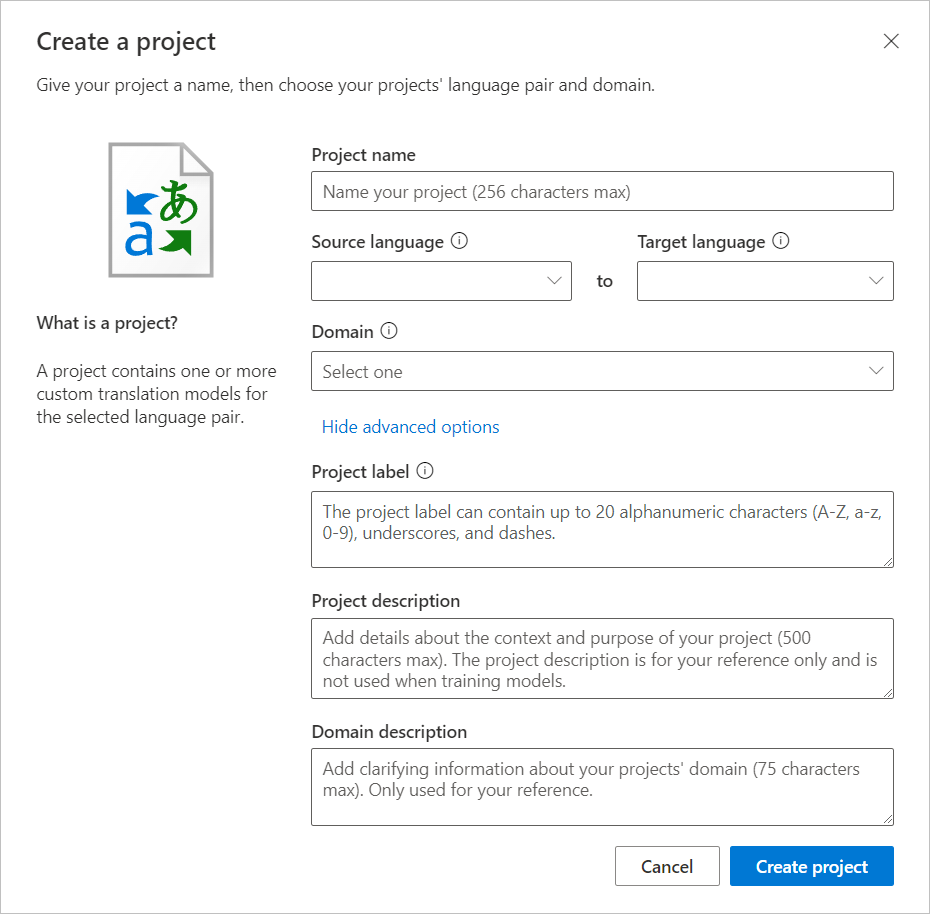 Create a project
Give your project a name, then choose your projects' language pair and domain.
あ
a
What is a project?
A project contains one or more
custom translation models for
the selected language pair.
Project name
Name your project (256 characters max)
Source language
Target language
to
Domain
Select one
Hide advanced options
Project label
The project label can contain up to 20 alphanumeric characters (A-Z, a-z,
0-9), underscores, and dashes.
Project description
Add details about the context and purpose of your project (500
characters max). The project description is for your reference only and is
not used when training models.
Domain description
Add clarifying information about your projects' domain (75 characters
max). Only used for your reference.
Cancel
Create project